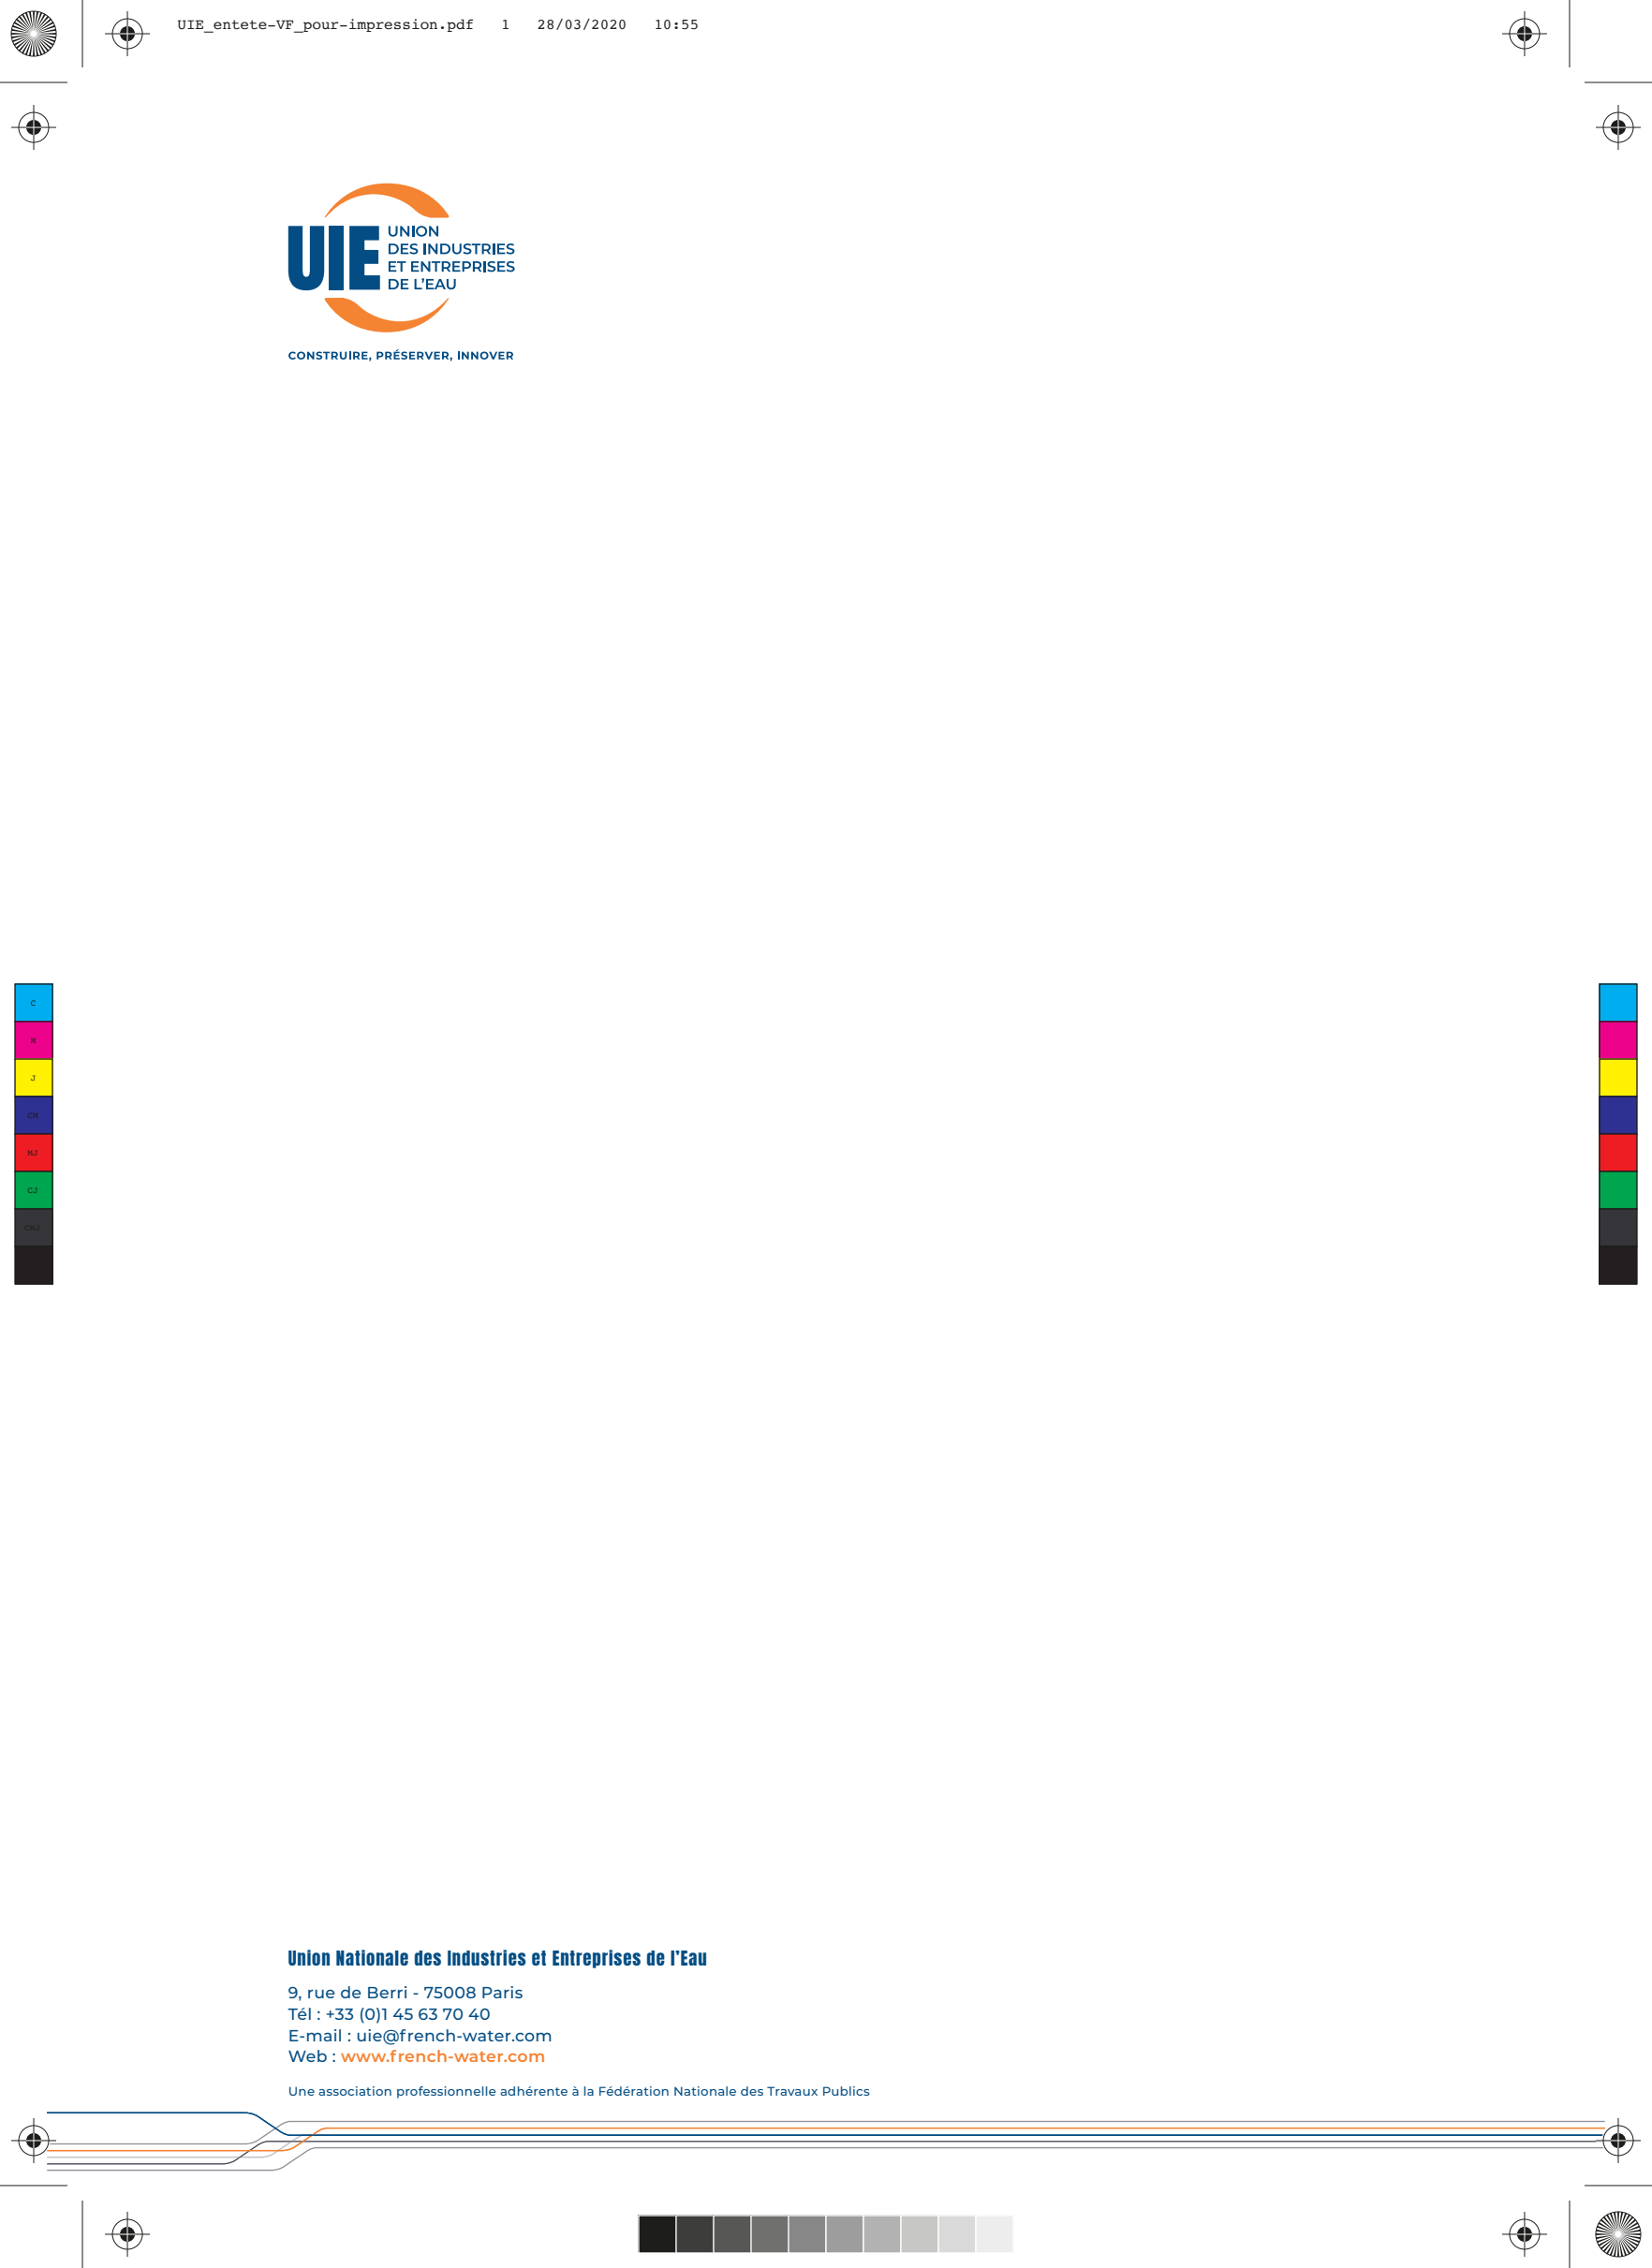 UIE_entete-VF_pour-impression.pdf 1 28/03/2020 10:55
UIE
UNION
DES INDUSTRIES
ET ENTREPRISES
DE L'EAU
CONSTRUIRE, PRÉSERVER, INNOVER
C
M
J
CM
MJ
CJ
CMJ
Union Nationale des Industries et Entreprises de l'Eau
9, rue de Berri - 75008 Paris
Tél : +33 (0)1 45 63 70 40
E-mail : uie@french-water.com
Web : www.french-water.com
Une association professionnelle adhérente à la Fédération Nationale des Travaux Publics